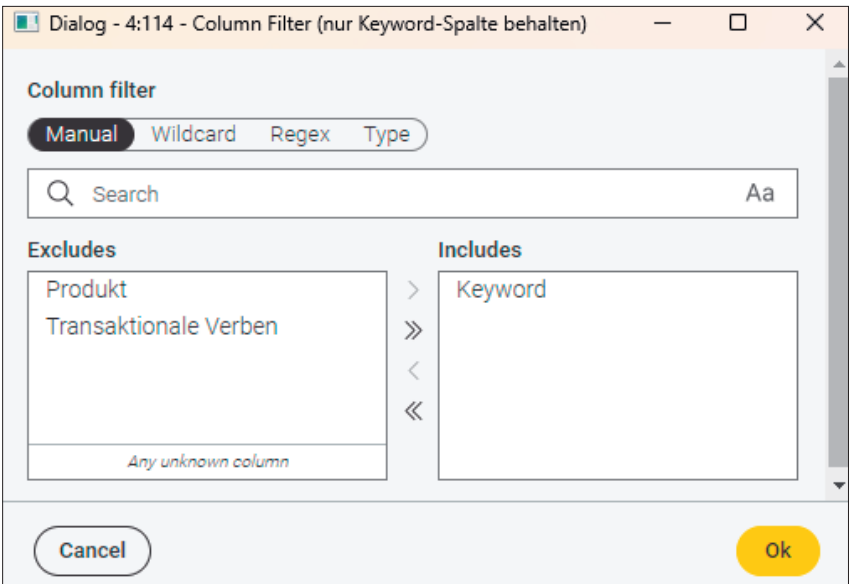 Dialog - 4:114 - Column Filter (nur Keyword-Spalte behalten)
Column filter
Manual Wildcard Regex Type
Search Aa
Excludes Includes
Produkt Keyword
Transaktionale Verben
Any unknown column
Cancel Ok